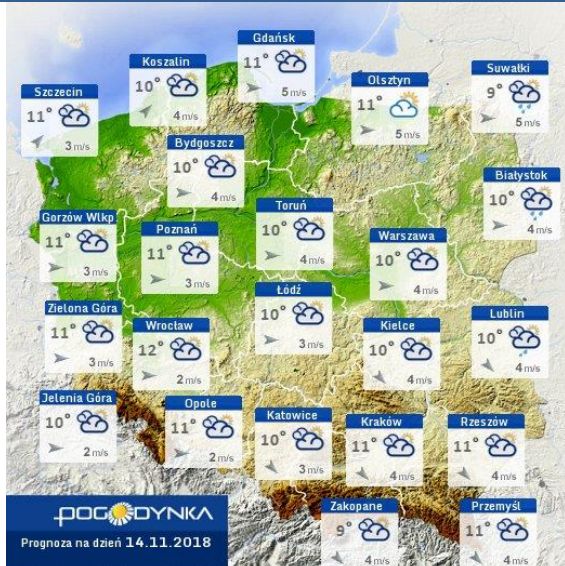 Gdańsk
11°
5 m/s
Koszalin
10°
4 m/s
Szczecin
11°
3 m/s
Olsztyn
11°
5 m/s
Suwałki
9°
5 m/s
Bydgoszcz
10°
4 m/s
Białystok
10°
4 m/s
Gorzów Wlkp
11°
3 m/s
Poznań
11°
3 m/s
Toruń
10°
4 m/s
Warszawa
10°
4 m/s
Zielona Góra
11°
3 m/s
Wrocław
12°
2 m/s
Łódź
10°
3 m/s
Kielce
10°
4 m/s
Lublin
10°
4 m/s
Jelenia Góra
10°
2 m/s
Opole
11°
2 m/s
Katowice
10°
3 m/s
Kraków
11°
4 m/s
Rzeszów
11°
4 m/s
Zakopane
9°
4 m/s
Przemyśl
11°
4 m/s
POGODYNKA
Prognoza na dzień 14.11.2018